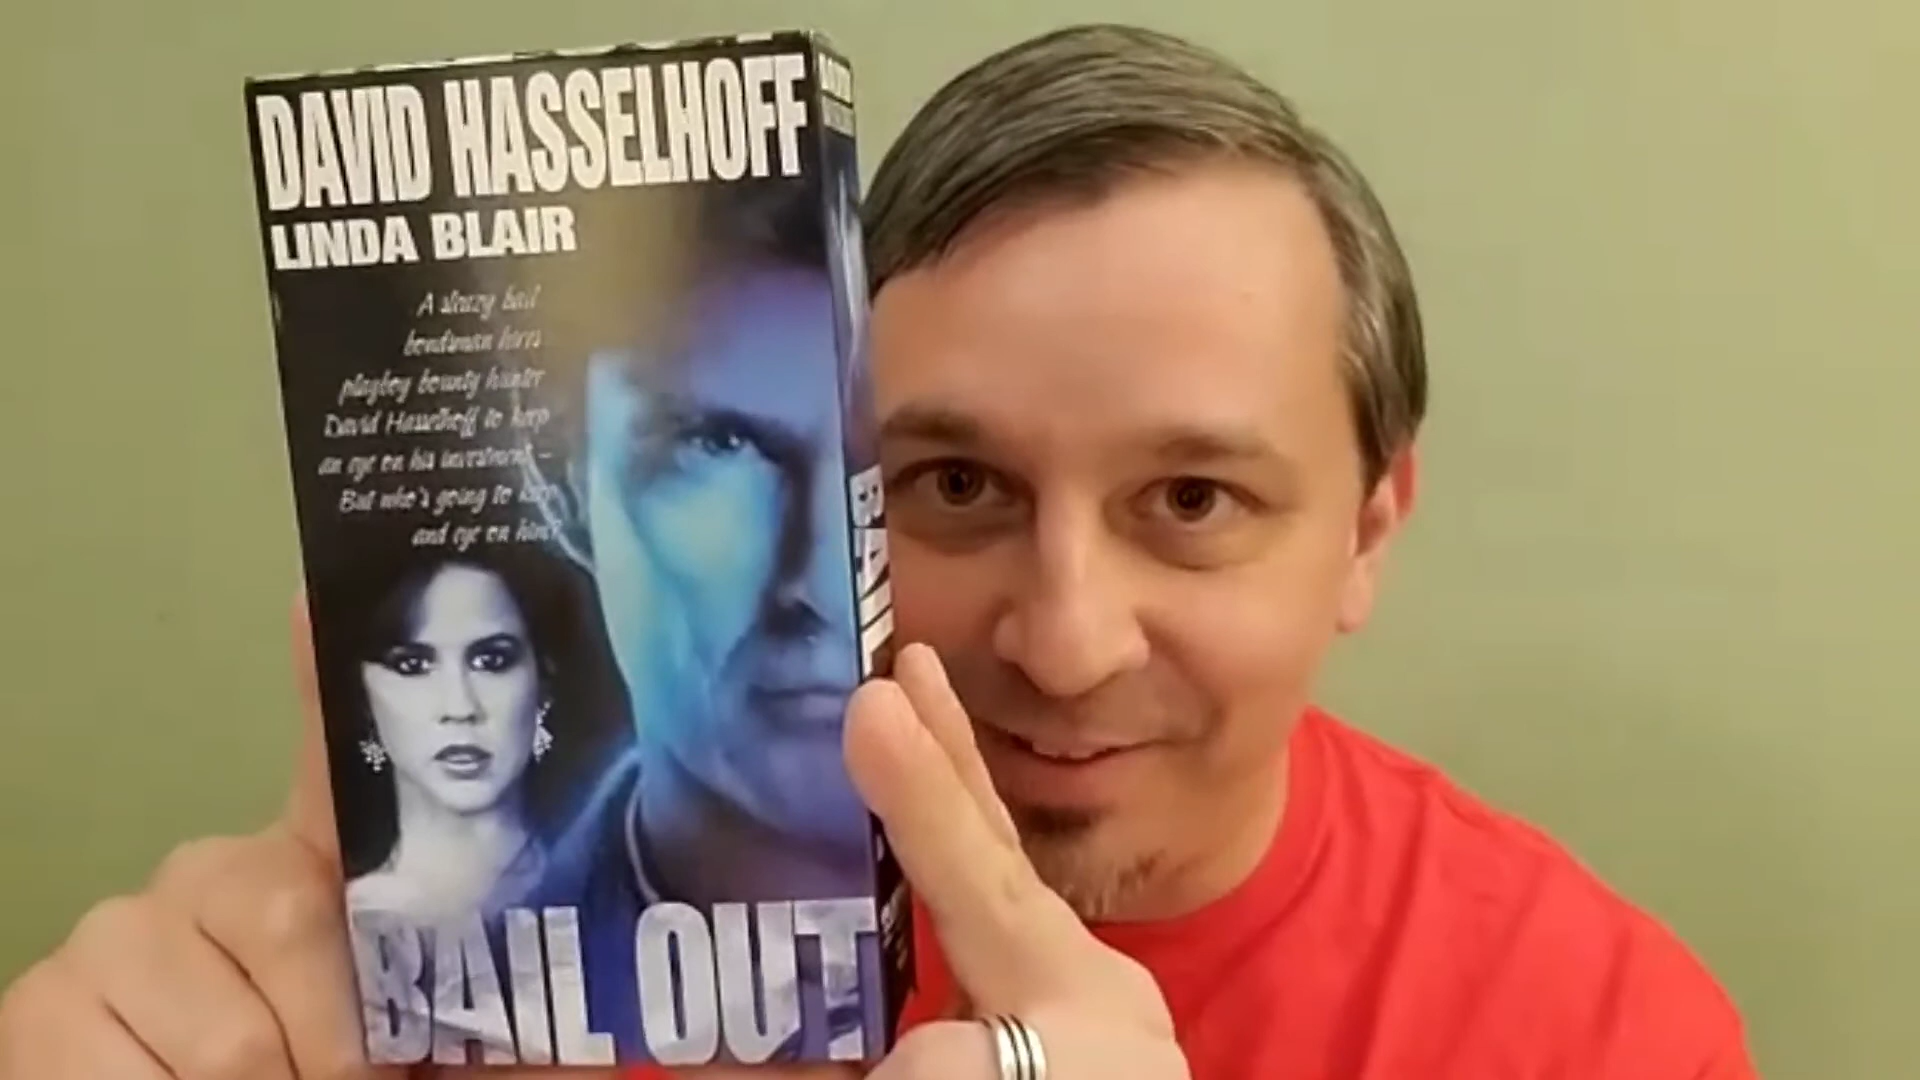 DAVID HASSELHOFF
LINDA BLAIR
A sleazy bail
bondsman hires
playboy bounty hunter
David Hasselhoff to keep
an eye on his investment –
But who's going to keep
and eye on him?
BAIL OUT
BAIL